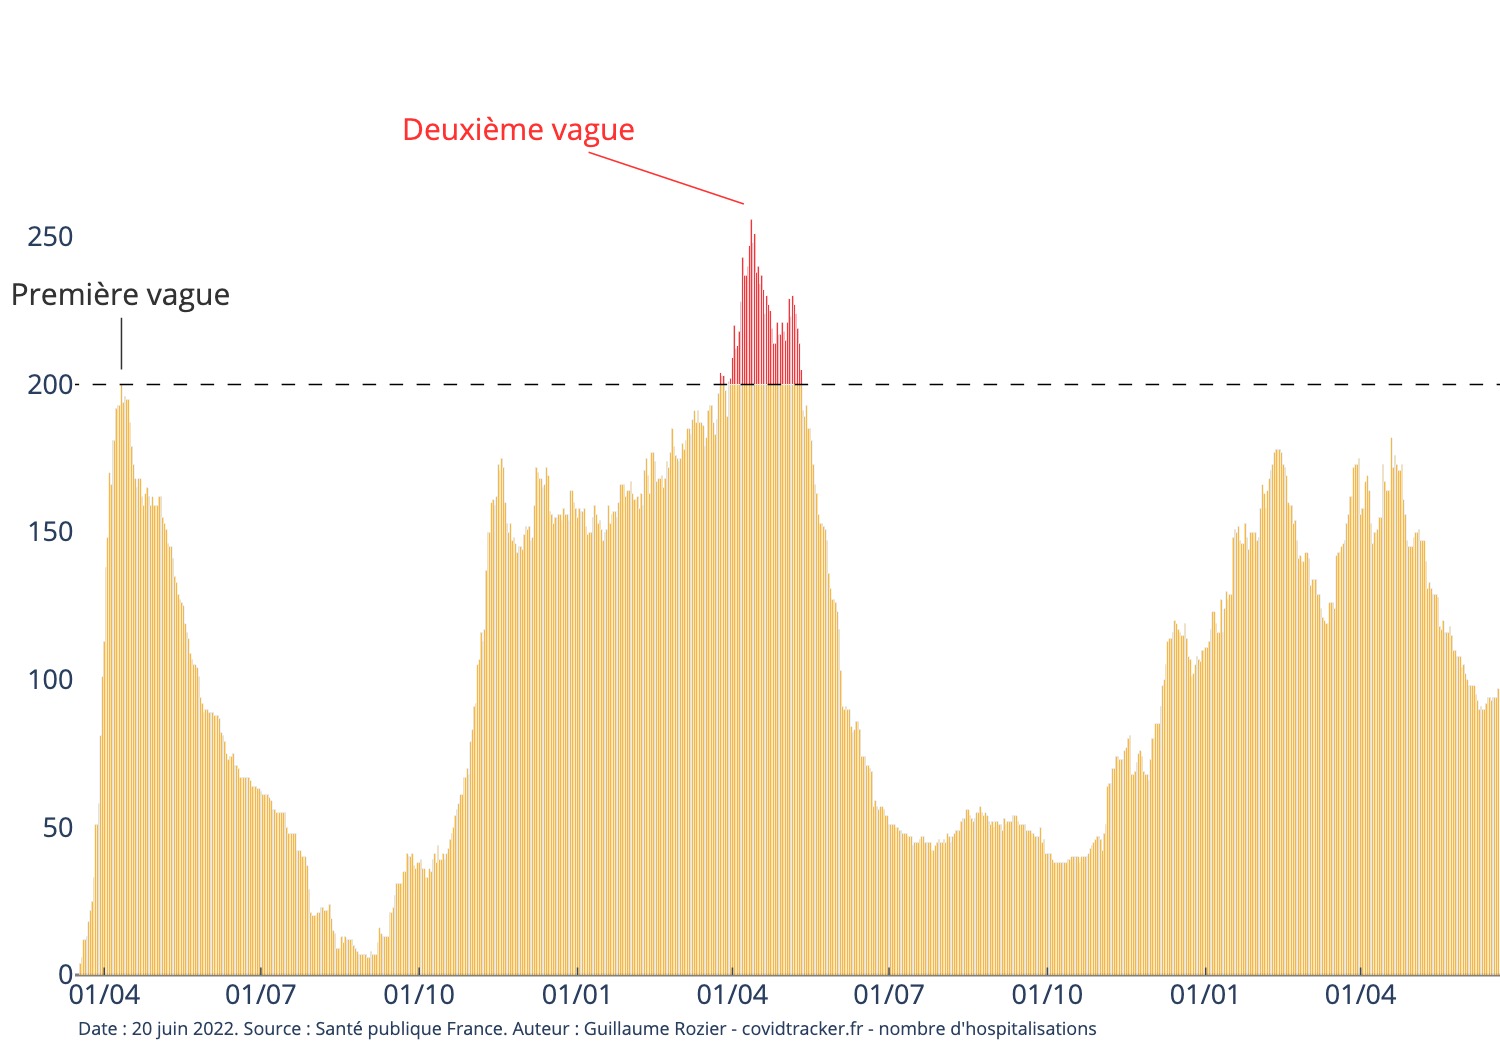 Deuxième vague
250
Première vague
200
150
100
50
0
01/04 01/07 01/10 01/01 01/04 01/07 01/10 01/01 01/04
Date : 20 juin 2022. Source : Santé publique France. Auteur : Guillaume Rozier - covidtracker.fr - nombre d'hospitalisations